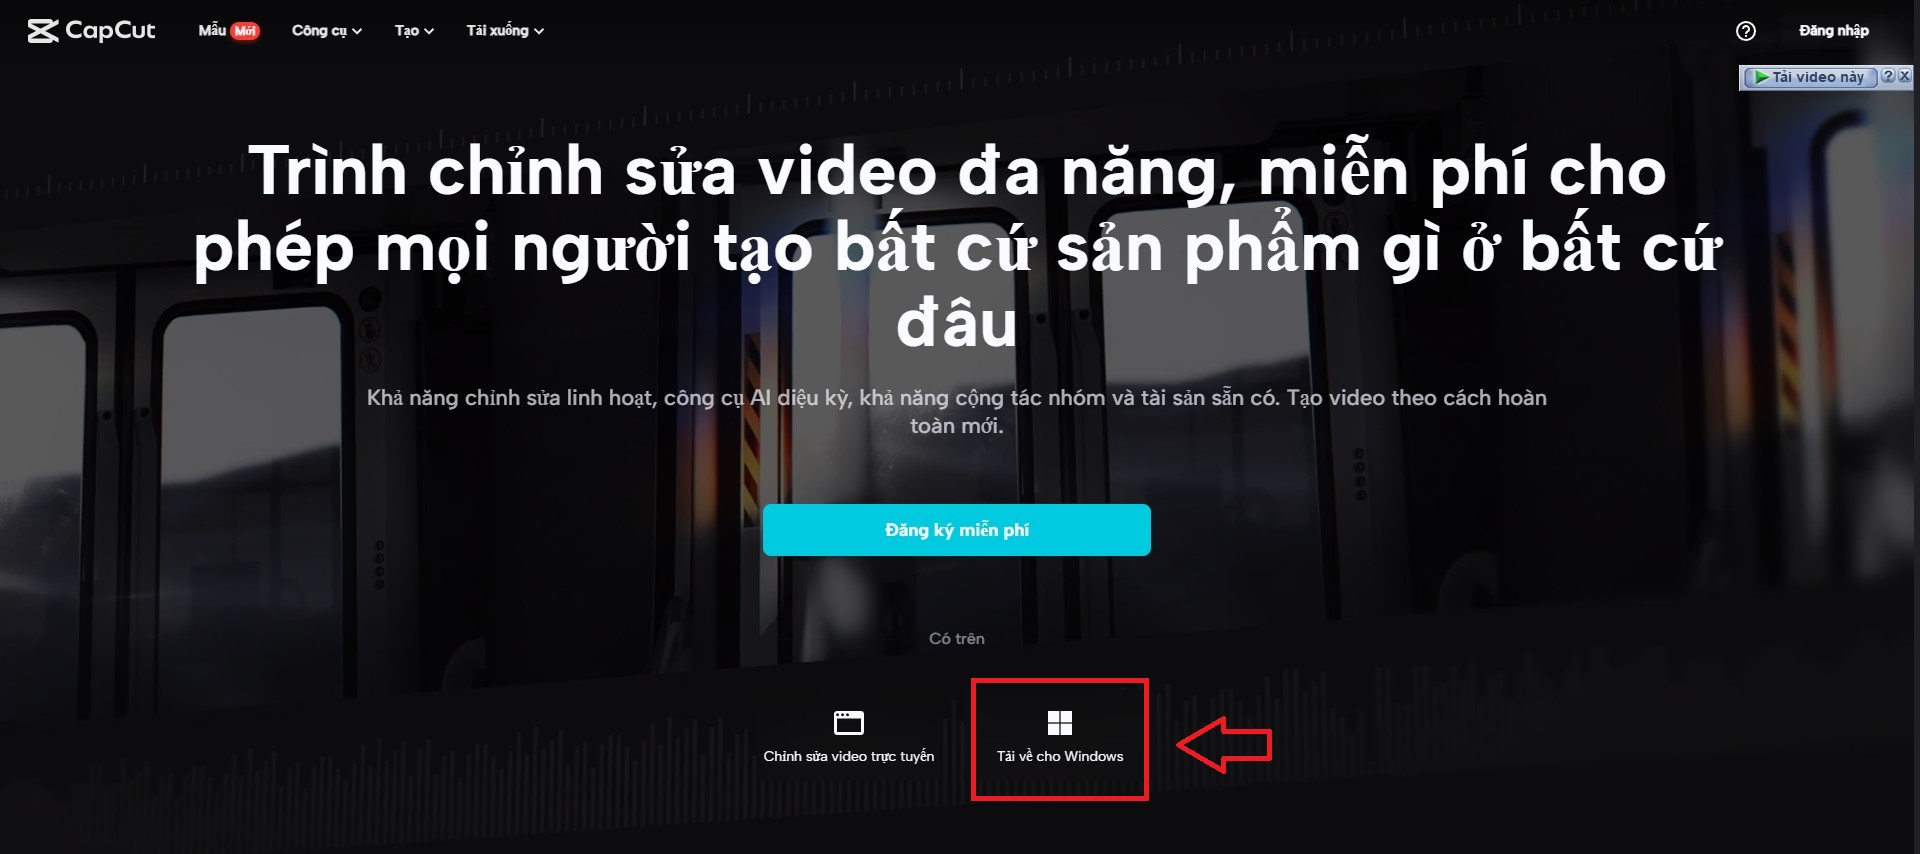 CapCut Mẫu Mới Công cụ Tạo Tải xuống Đăng nhập
Tải video này
Trình chỉnh sửa video đa năng, miễn phí cho
phép mọi người tạo bất cứ sản phẩm gì ở bất cứ
đâu
Khả năng chỉnh sửa linh hoạt, công cụ AI diệu kỳ, khả năng cộng tác nhóm và tài sản sẵn có. Tạo video theo cách hoàn
toàn mới.
Đăng ký miễn phí
Có trên
Chỉnh sửa video trực tuyến Tải về cho Windows